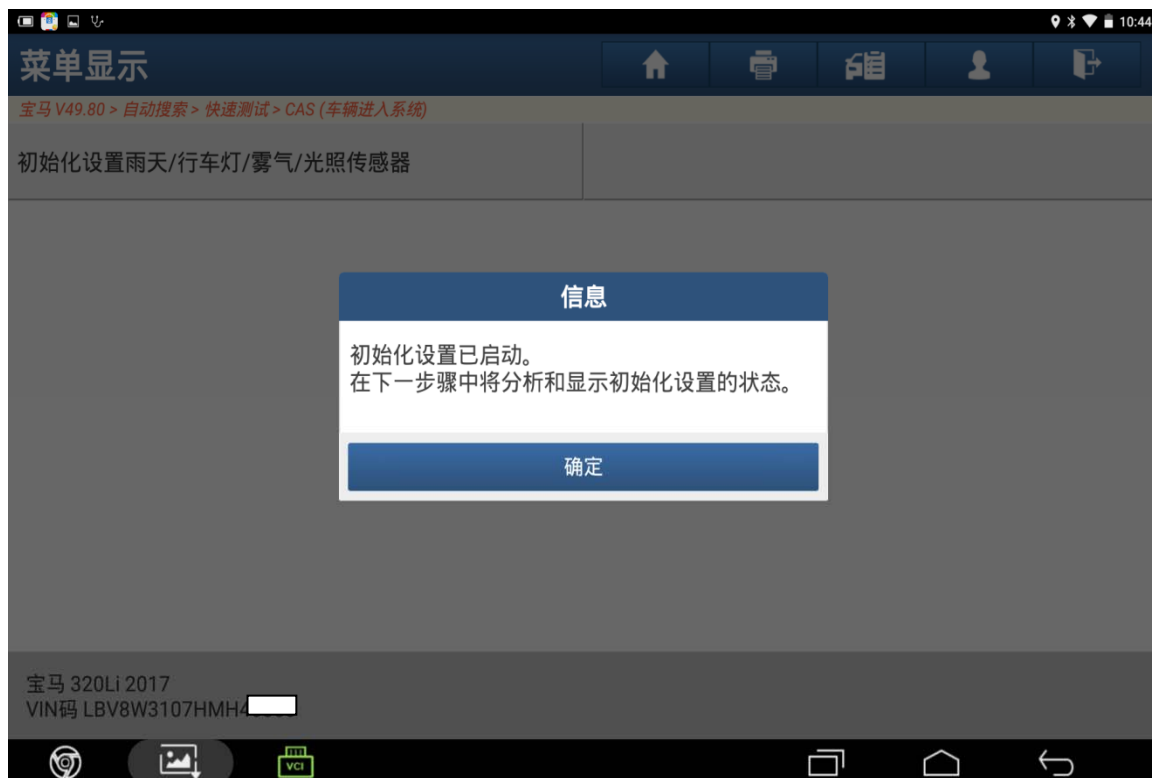 10:44
菜单显示
宝马 V49.80 > 自动搜索 > 快速测试 > CAS (车辆进入系统)
初始化设置雨天/行车灯/雾气/光照传感器
信息
初始化设置已启动。
在下一步骤中将分析和显示初始化设置的状态。
确定
宝马 320Li 2017
VIN码 LBV8W3107HMH4
VCI